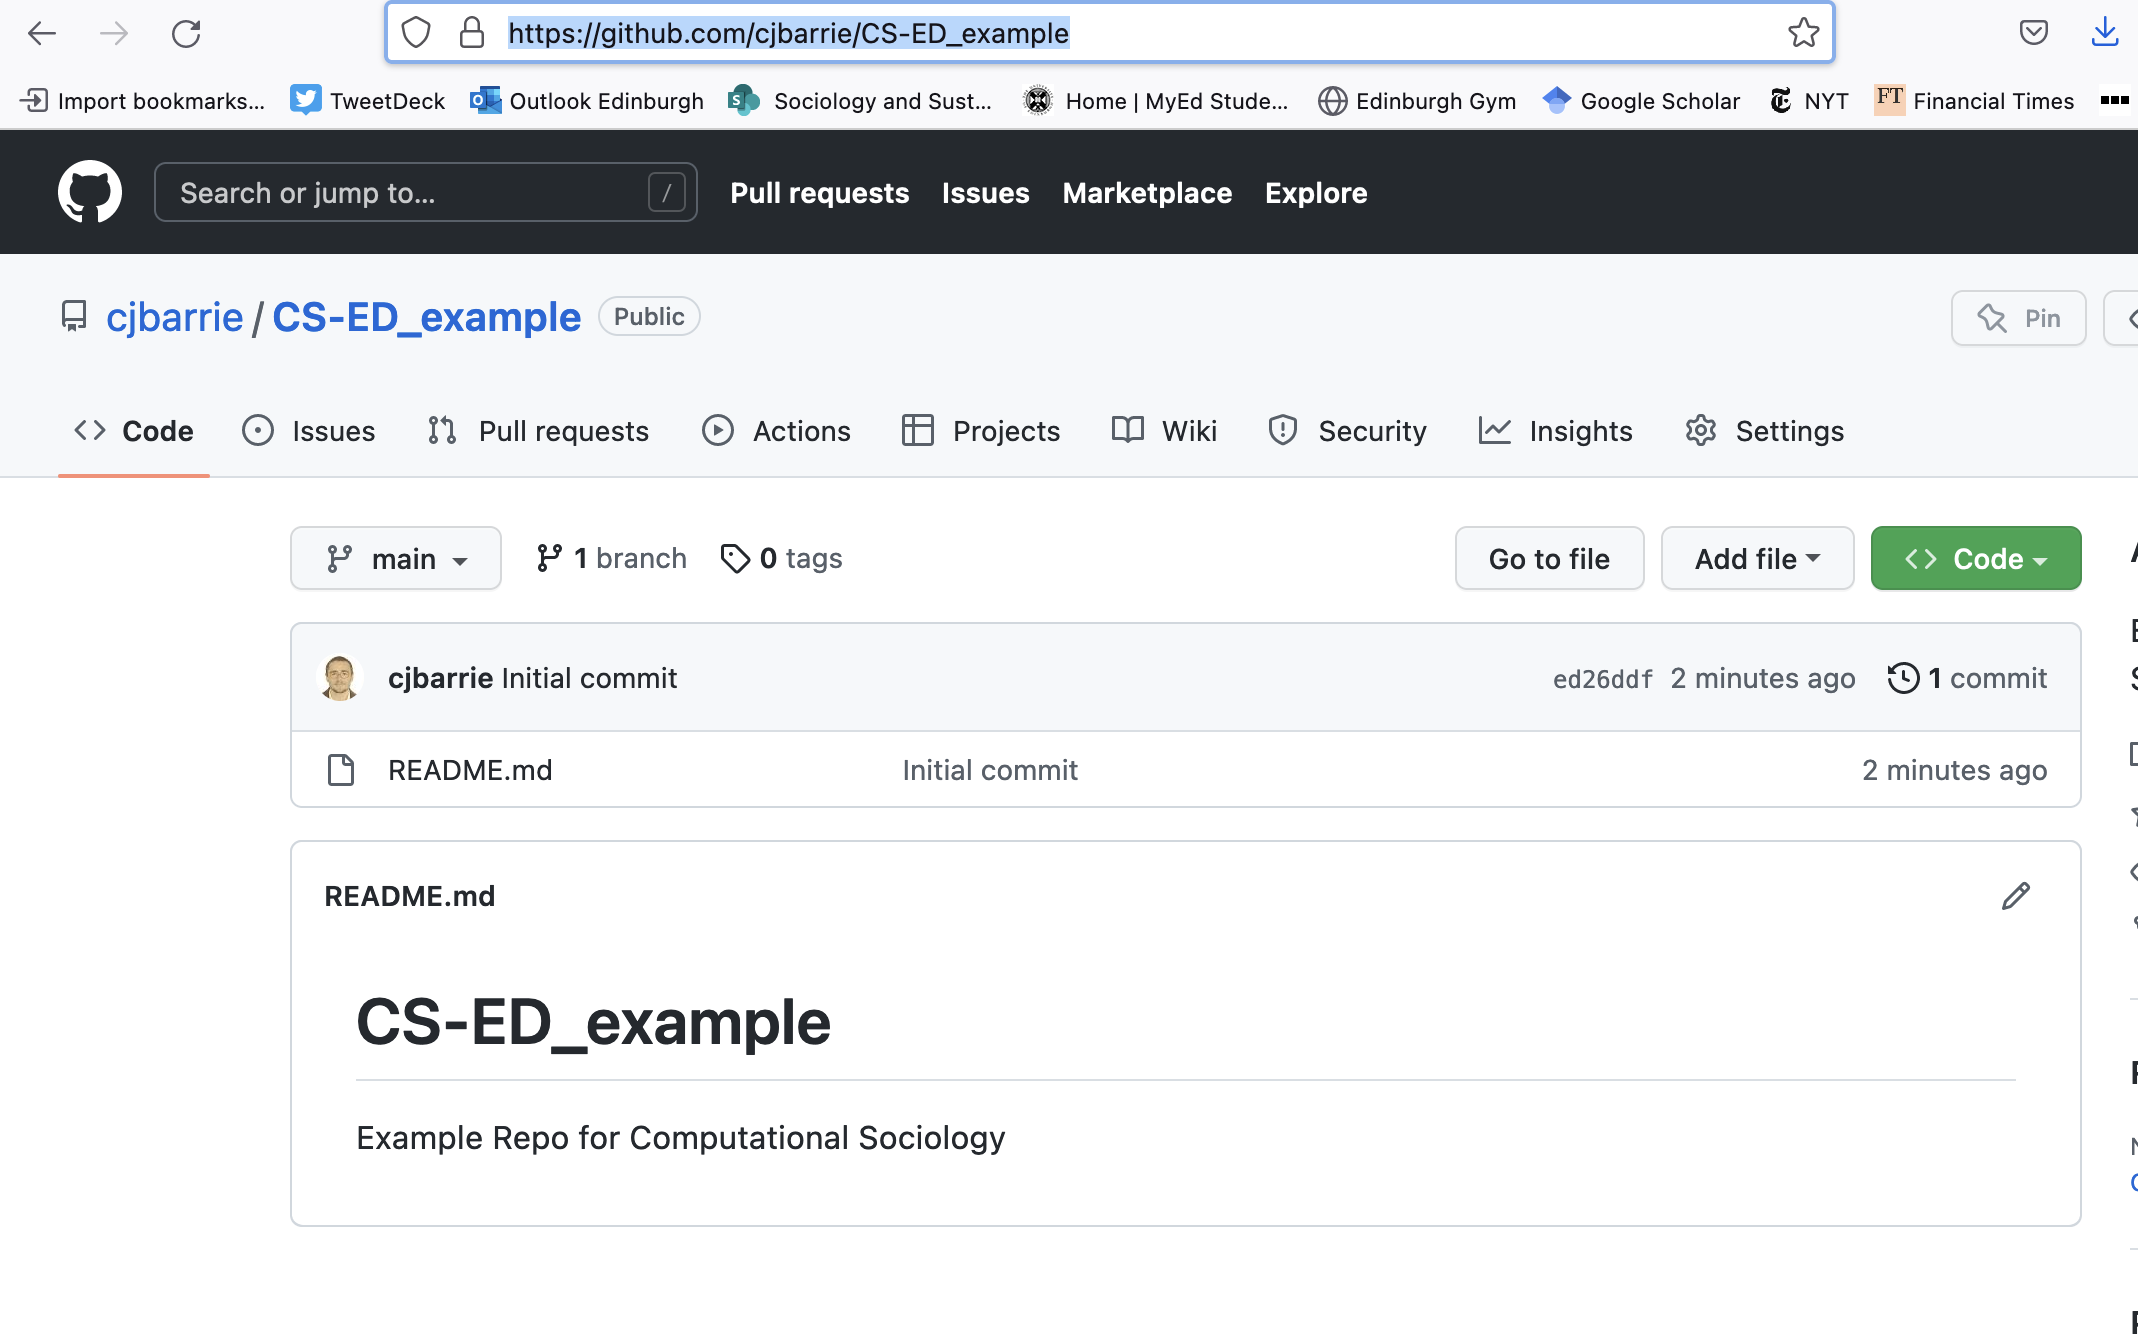 https://github.com/cjbarrie/CS-ED_example
Import bookmarks... TweetDeck Outlook Edinburgh Sociology and Sust... Home | MyEd Stude... Edinburgh Gym Google Scholar NYT FT Financial Times
Search or jump to... / Pull requests Issues Marketplace Explore
cjbarrie / CS-ED_example Public Pin
Code Issues Pull requests Actions Projects Wiki Security Insights Settings
main 1 branch 0 tags Go to file Add file Code
cjbarrie Initial commit ed26ddf 2 minutes ago 1 commit
README.md Initial commit 2 minutes ago
README.md
CS-ED_example
Example Repo for Computational Sociology